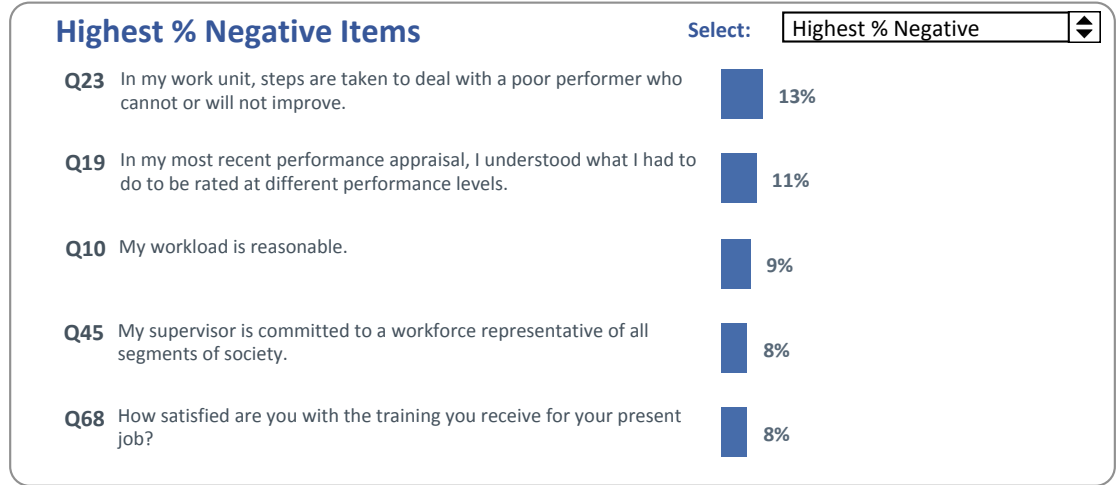 Highest % Negative Items
Select: Highest % Negative
Q23 In my work unit, steps are taken to deal with a poor performer who
cannot or will not improve.
13%
Q19 In my most recent performance appraisal, I understood what I had to
do to be rated at different performance levels.
11%
Q10 My workload is reasonable.
9%
Q45 My supervisor is committed to a workforce representative of all
segments of society.
8%
Q68 How satisfied are you with the training you receive for your present
job?
8%